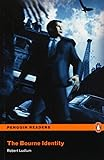 PENGUIN READERS
The Bourne Identity
Robert Ludlum